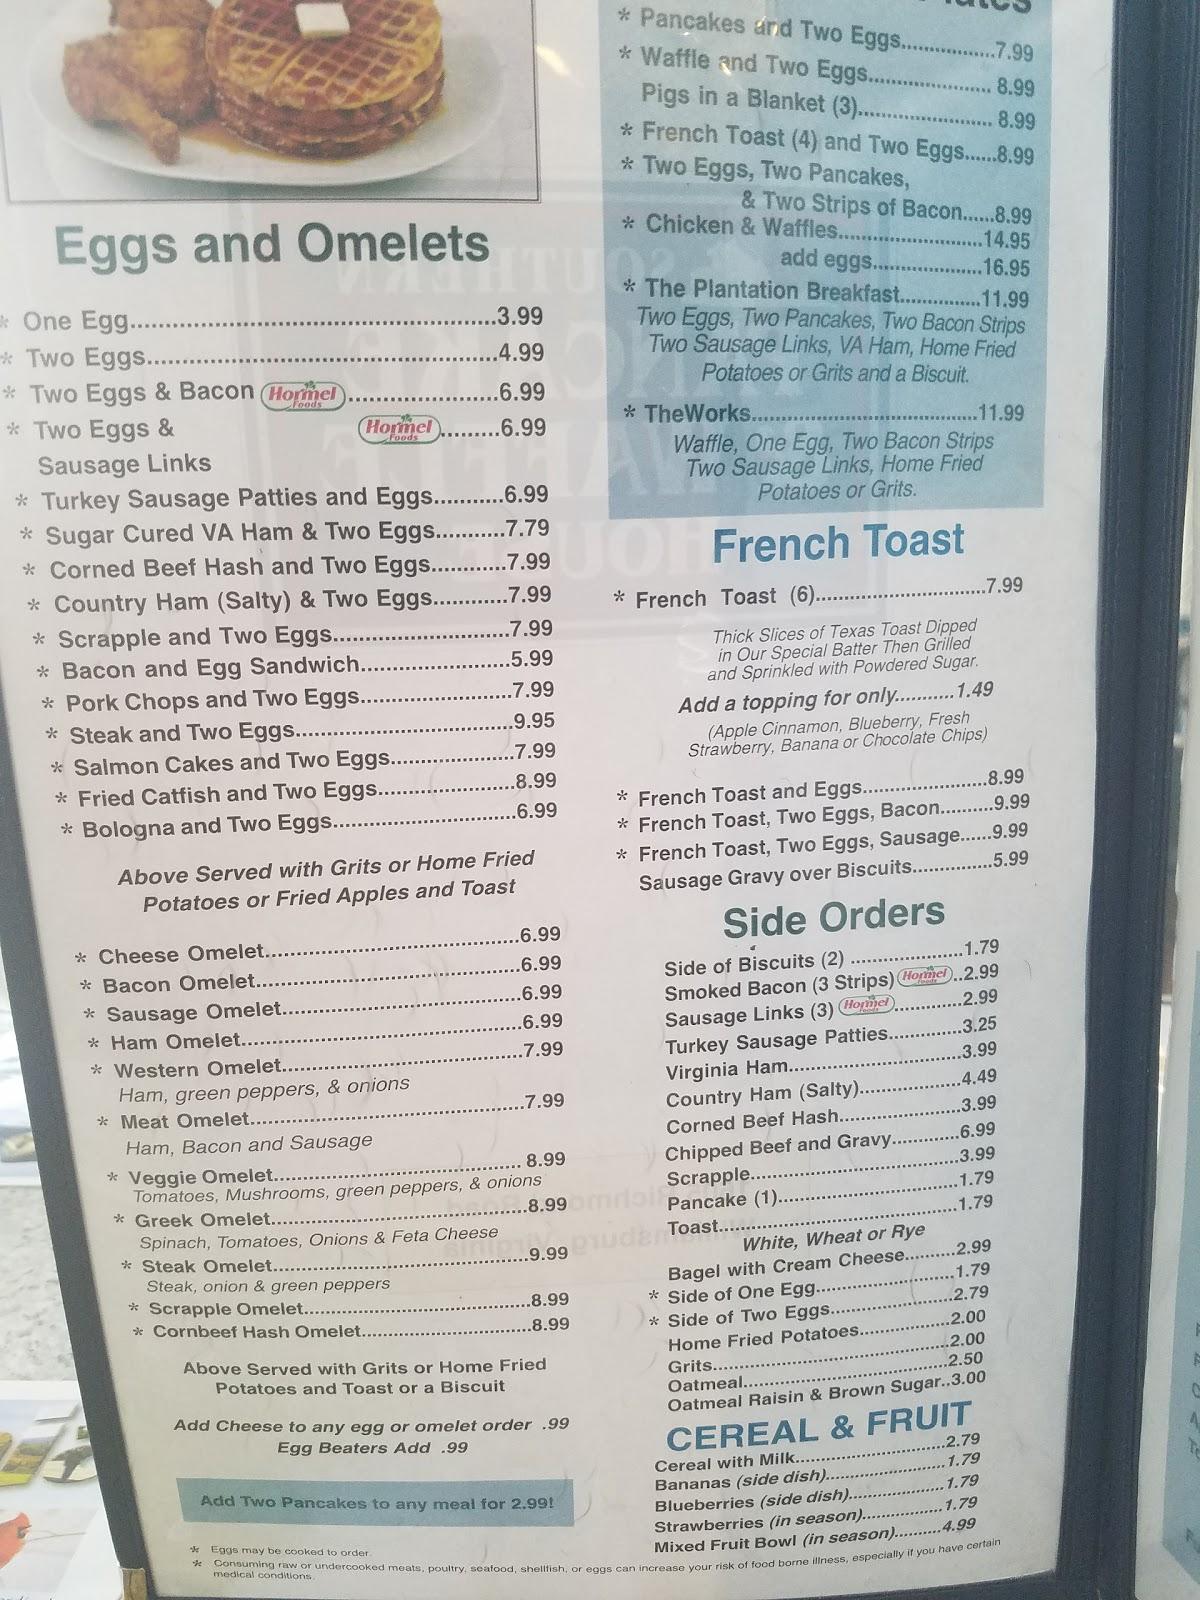 Eggs and Omelets
* One Egg..........3.99
* Two Eggs..........4.99
* Two Eggs & Bacon Hormel Foods..........6.99
* Two Eggs & Hormel Foods..........6.99
Sausage Links
* Turkey Sausage Patties and Eggs..........6.99
* Sugar Cured VA Ham & Two Eggs..........7.79
* Corned Beef Hash and Two Eggs..........7.99
* Country Ham (Salty) & Two Eggs..........7.99
* Scrapple and Two Eggs..........7.99
* Bacon and Egg Sandwich..........5.99
* Pork Chops and Two Eggs..........7.99
* Steak and Two Eggs..........9.95
* Salmon Cakes and Two Eggs..........7.99
* Fried Catfish and Two Eggs..........8.99
* Bologna and Two Eggs..........6.99
Above Served with Grits or Home Fried
Potatoes or Fried Apples and Toast
* Cheese Omelet..........6.99
* Bacon Omelet..........6.99
* Sausage Omelet..........6.99
* Ham Omelet..........6.99
* Western Omelet..........7.99
Ham, green peppers, & onions
* Meat Omelet..........7.99
Ham, Bacon and Sausage
* Veggie Omelet..........8.99
Tomatoes, Mushrooms, green peppers, & onions
* Greek Omelet..........8.99
Spinach, Tomatoes, Onions & Feta Cheese
* Steak Omelet..........9.99
Steak, onion & green peppers
* Scrapple Omelet..........8.99
* Cornbeef Hash Omelet..........8.99
Above Served with Grits or Home Fried
Potatoes and Toast or a Biscuit
Add Cheese to any egg or omelet order .99
Egg Beaters Add .99
Add Two Pancakes to any meal for 2.99!
* Eggs may be cooked to order.
* Consuming raw or undercooked meats, poultry, seafood, shellfish, or eggs can increase your risk of food borne illness, especially if you have certain
medical conditions.
* Pancakes and Two Eggs..........7.99
* Waffle and Two Eggs..........8.99
Pigs in a Blanket (3)..........8.99
* French Toast (4) and Two Eggs......8.99
* Two Eggs, Two Pancakes,
& Two Strips of Bacon......8.99
* Chicken & Waffles..........14.95
add eggs..........16.95
* The Plantation Breakfast..........11.99
Two Eggs, Two Pancakes, Two Bacon Strips
Two Sausage Links, VA Ham, Home Fried
Potatoes or Grits and a Biscuit.
* TheWorks..........11.99
Waffle, One Egg, Two Bacon Strips
Two Sausage Links, Home Fried
Potatoes or Grits.
French Toast
* French Toast (6)..........7.99
Thick Slices of Texas Toast Dipped
in Our Special Batter Then Grilled
and Sprinkled with Powdered Sugar.
Add a topping for only..........1.49
(Apple Cinnamon, Blueberry, Fresh
Strawberry, Banana or Chocolate Chips)
* French Toast and Eggs..........8.99
* French Toast, Two Eggs, Bacon.........9.99
* French Toast, Two Eggs, Sausage......9.99
Sausage Gravy over Biscuits..........5.99
Side Orders
Side of Biscuits (2) ..........1.79
Smoked Bacon (3 Strips) Hormel Foods..2.99
Sausage Links (3) Hormel Foods..........2.99
Turkey Sausage Patties..........3.25
Virginia Ham..........3.99
Country Ham (Salty)..........4.49
Corned Beef Hash..........3.99
Chipped Beef and Gravy..........6.99
Scrapple..........3.99
Pancake (1)..........1.79
Toast..........1.79
White, Wheat or Rye
Bagel with Cream Cheese.........2.99
* Side of One Egg..........1.79
* Side of Two Eggs..........2.79
Home Fried Potatoes..........2.00
Grits..........2.00
Oatmeal..........2.50
Oatmeal Raisin & Brown Sugar..3.00
CEREAL & FRUIT
Cereal with Milk..........2.79
Bananas (side dish)..........1.79
Blueberries (side dish)..........1.79
Strawberries (in season)..........1.79
Mixed Fruit Bowl (in season)..........4.99